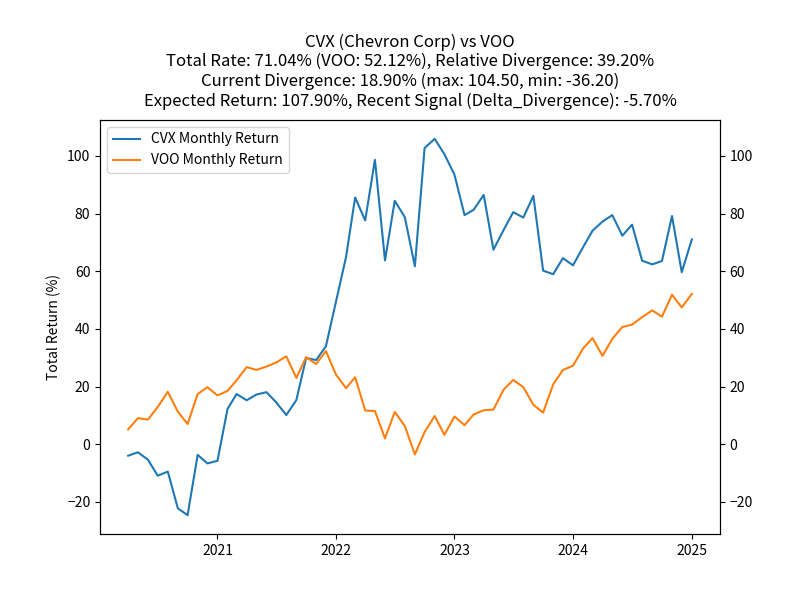 CVX (Chevron Corp) vs VOO
Total Rate: 71.04% (VOO: 52.12%), Relative Divergence: 39.20%
Current Divergence: 18.90% (max: 104.50, min: -36.20)
Expected Return: 107.90%, Recent Signal (Delta_Divergence): -5.70%
CVX Monthly Return
VOO Monthly Return
Total Return (%)
100
80
60
40
20
0
−20
100
80
60
40
20
0
−20
2021
2022
2023
2024
2025